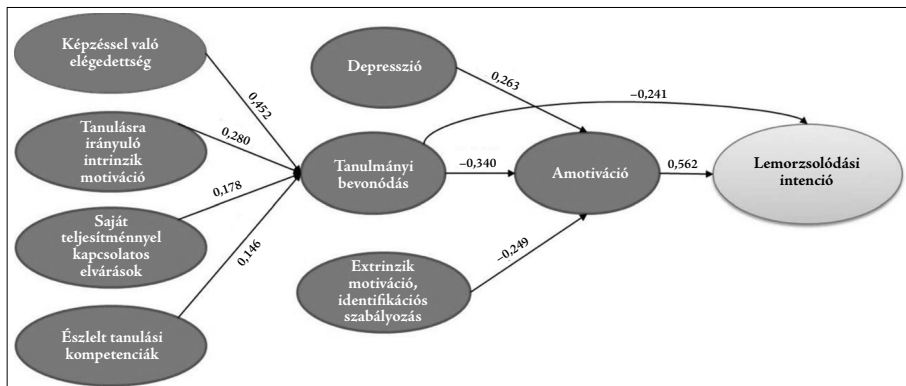 Képzéssel való
elégedettség
Tanulásra
irányuló
intrinzik
motiváció
Saját
teljesítménnyel
kapcsolatos
elvárások
Észlelt tanulási
kompetenciák
0,452
0,280
0,178
0,146
Depresszió
Tanulmányi
bevonódás
Extrinzik
motiváció,
identifikációs
szabályozás
0,263
–0,340
–0,249
–0,241
Amotiváció
0,562
Lemorzsolódási
intenció